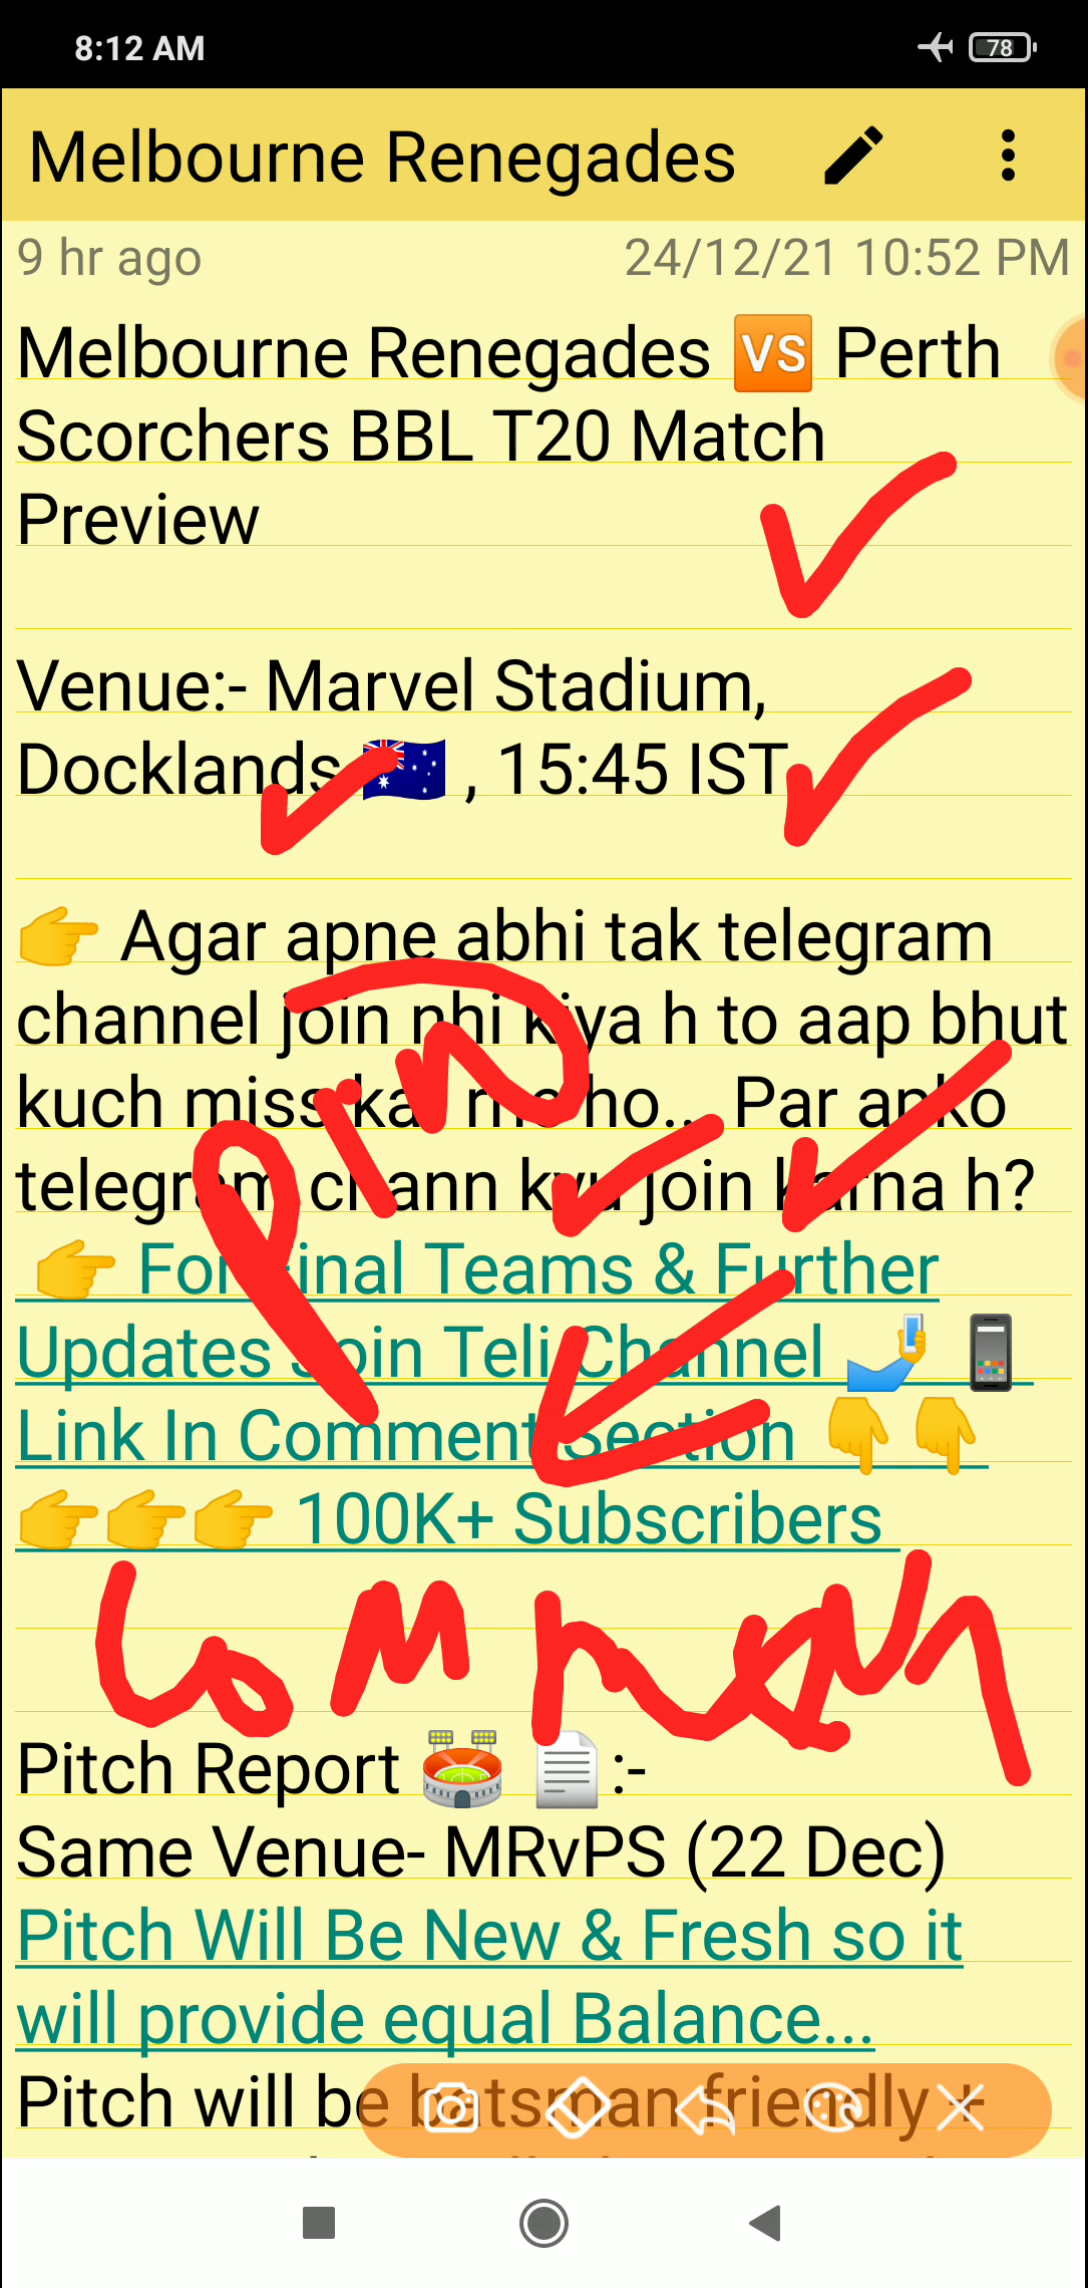 8:12 AM
78
Melbourne Renegades
9 hr ago
24/12/21 10:52 PM
Melbourne Renegades 🆚 Perth
Scorchers BBL T20 Match
Preview
Venue:- Marvel Stadium,
Docklands 🇦🇺 , 15:45 IST
👉 Agar apne abhi tak telegram
channel join nhi kiya h to aap bhut
kuch miss ho... Par apko
telegram chann kyu join karna h?
pin
👉 For Final Teams & Further
Updates Join Teli Channel 🤳 📱
Link In Comment Section 👇👇
👉👉👉 100K+ Subscribers
Pitch Report 🏟 📄 :-
Same Venue- MRvPS (22 Dec)
Pitch Will Be New & Fresh so it
will provide equal Balance...
Pitch will be batsman friendly +